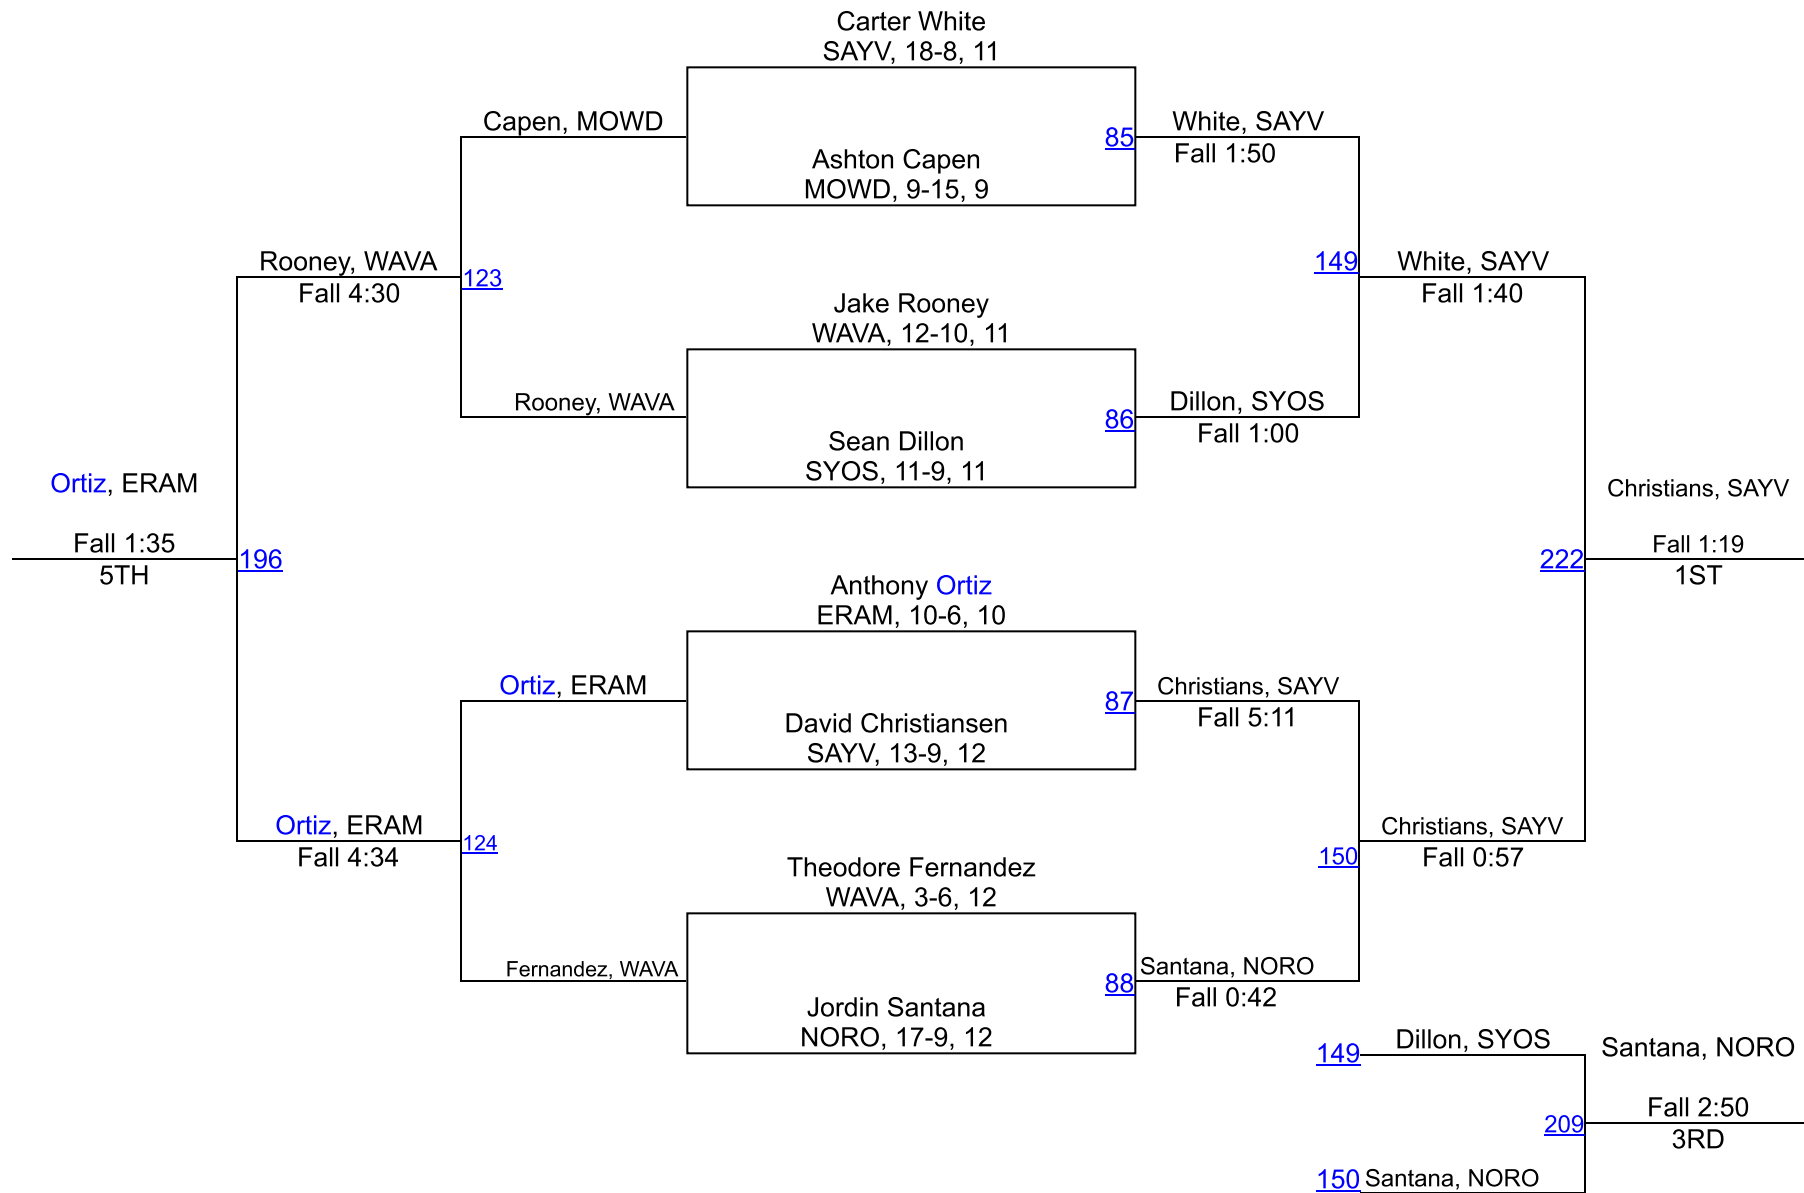 Carter White
SAYV, 18-8, 11
Capen, MOWD
85
White, SAYV
Fall 1:50
Ashton Capen
MOWD, 9-15, 9
Rooney, WAVA
Fall 4:30
123
149
White, SAYV
Fall 1:40
Jake Rooney
WAVA, 12-10, 11
Rooney, WAVA
86
Dillon, SYOS
Fall 1:00
Sean Dillon
SYOS, 11-9, 11
Ortiz, ERAM
Fall 1:35
5TH
196
Christians, SAYV
222
Fall 1:19
1ST
Anthony Ortiz
ERAM, 10-6, 10
Ortiz, ERAM
87
Christians, SAYV
Fall 5:11
David Christiansen
SAYV, 13-9, 12
Ortiz, ERAM
Fall 4:34
124
150
Christians, SAYV
Fall 0:57
Theodore Fernandez
WAVA, 3-6, 12
Fernandez, WAVA
88
Santana, NORO
Fall 0:42
Jordin Santana
NORO, 17-9, 12
149
Dillon, SYOS
Santana, NORO
209
Fall 2:50
3RD
150
Santana, NORO